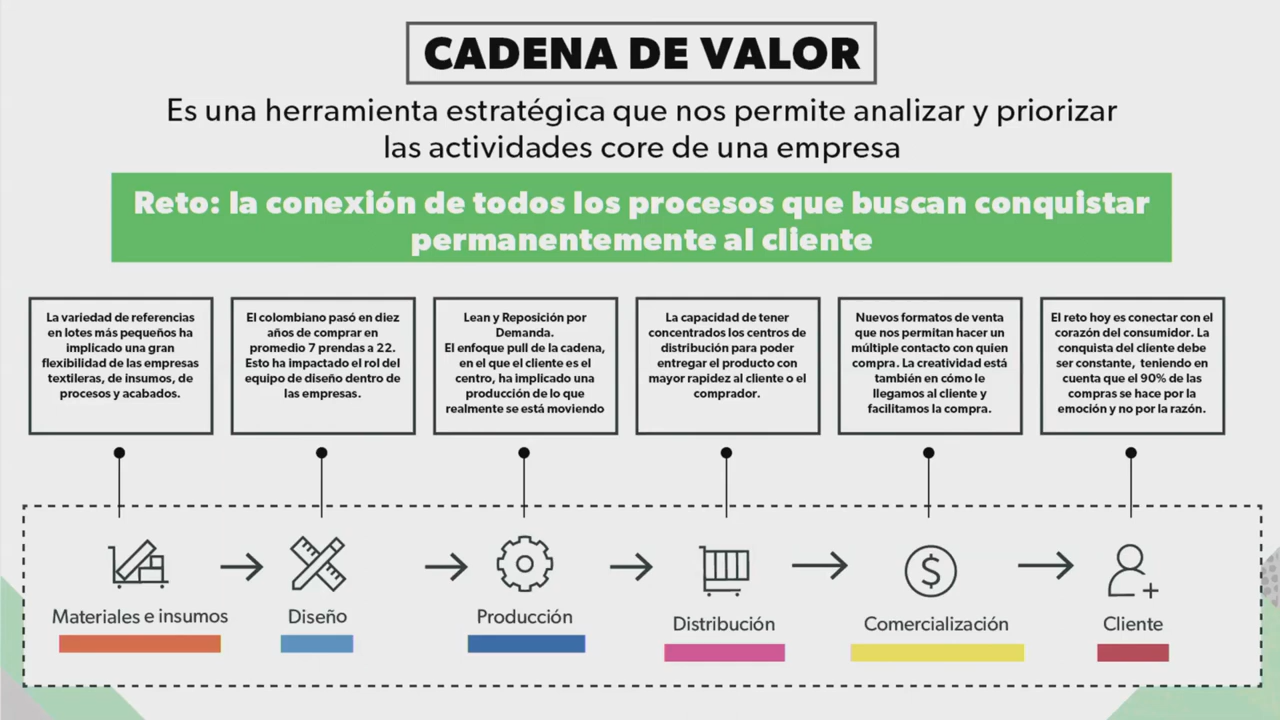 CADENA DE VALOR
Es una herramienta estratégica que nos permite analizar y priorizar
las actividades core de una empresa
Reto: la conexión de todos los procesos que buscan conquistar
permanentemente al cliente
La variedad de referencias
en lotes más pequeños ha
implicado una gran
flexibilidad de las empresas
textileras, de insumos, de
procesos y acabados.
El colombiano pasó en diez
años de comprar en
promedio 7 prendas a 22.
Esto ha impactado el rol del
equipo de diseño dentro de
las empresas.
Lean y Reposición por
Demanda.
El enfoque pull de la cadena,
en el que el cliente es el
centro, ha implicado una
producción de lo que
realmente se está moviendo
La capacidad de tener
concentrados los centros de
distribución para poder
entregar el producto con
mayor rapidez al cliente o el
comprador.
Nuevos formatos de venta
que nos permitan hacer un
múltiple contacto con quien
compra. La creatividad está
también en cómo le
llegamos al cliente y
facilitamos la compra.
El reto hoy es conectar con el
corazón del consumidor. La
conquista del cliente debe
ser constante, teniendo en
cuenta que el 90% de las
compras se hace por la
emoción y no por la razón.
Materiales e insumos
Diseño
Producción
Distribución
$
Comercialización
Cliente